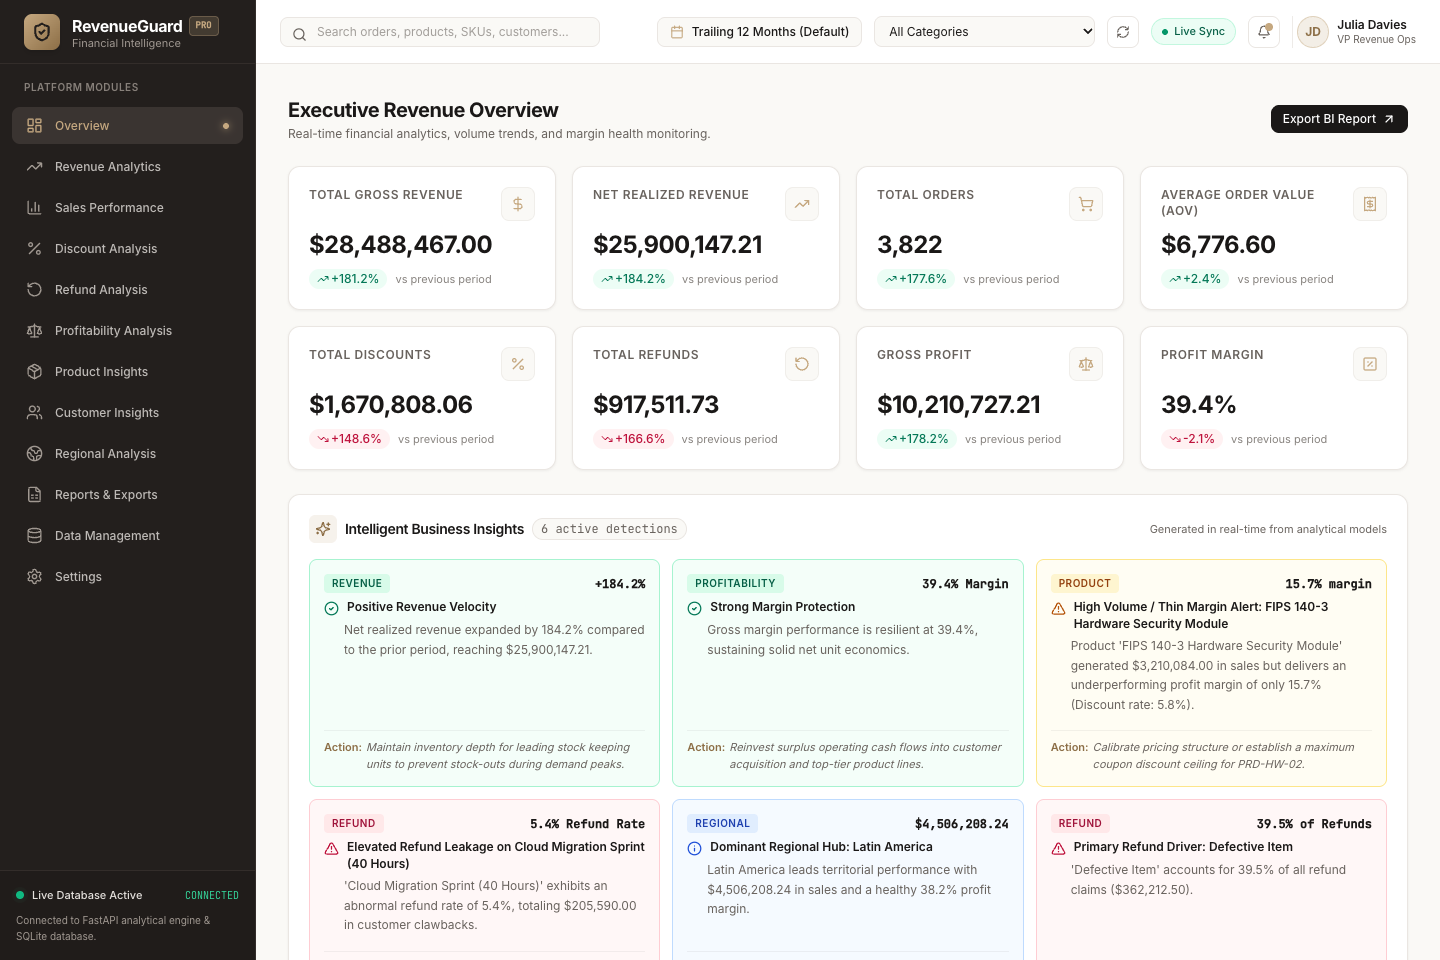 RevenueGuard PRO
Financial Intelligence
Search orders, products, SKUs, customers...
Trailing 12 Months (Default)
All Categories
Live Sync
JD
Julia Davies
VP Revenue Ops
PLATFORM MODULES
Overview
Revenue Analytics
Sales Performance
Discount Analysis
Refund Analysis
Profitability Analysis
Product Insights
Customer Insights
Regional Analysis
Reports & Exports
Data Management
Settings
Live Database Active CONNECTED
Connected to FastAPI analytical engine &
SQLite database.
Executive Revenue Overview
Real-time financial analytics, volume trends, and margin health monitoring.
Export BI Report
TOTAL GROSS REVENUE
$28,488,467.00
+181.2% vs previous period
NET REALIZED REVENUE
$25,900,147.21
+184.2% vs previous period
TOTAL ORDERS
3,822
+177.6% vs previous period
AVERAGE ORDER VALUE
(AOV)
$6,776.60
+2.4% vs previous period
TOTAL DISCOUNTS
$1,670,808.06
+148.6% vs previous period
TOTAL REFUNDS
$917,511.73
+166.6% vs previous period
GROSS PROFIT
$10,210,727.21
+178.2% vs previous period
PROFIT MARGIN
39.4%
-2.1% vs previous period
Intelligent Business Insights 6 active detections
Generated in real-time from analytical models
REVENUE +184.2%
Positive Revenue Velocity
Net realized revenue expanded by 184.2% compared
to the prior period, reaching $25,900,147.21.
Action: Maintain inventory depth for leading stock keeping
units to prevent stock-outs during demand peaks.
PROFITABILITY 39.4% Margin
Strong Margin Protection
Gross margin performance is resilient at 39.4%,
sustaining solid net unit economics.
Action: Reinvest surplus operating cash flows into customer
acquisition and top-tier product lines.
PRODUCT 15.7% margin
High Volume / Thin Margin Alert: FIPS 140-3
Hardware Security Module
Product 'FIPS 140-3 Hardware Security Module'
generated $3,210,084.00 in sales but delivers an
underperforming profit margin of only 15.7%
(Discount rate: 5.8%).
Action: Calibrate pricing structure or establish a maximum
coupon discount ceiling for PRD-HW-02.
REFUND 5.4% Refund Rate
Elevated Refund Leakage on Cloud Migration Sprint
(40 Hours)
'Cloud Migration Sprint (40 Hours)' exhibits an
abnormal refund rate of 5.4%, totaling $205,590.00
in customer clawbacks.
REGIONAL $4,506,208.24
Dominant Regional Hub: Latin America
Latin America leads territorial performance with
$4,506,208.24 in sales and a healthy 38.2% profit
margin.
REFUND 39.5% of Refunds
Primary Refund Driver: Defective Item
'Defective Item' accounts for 39.5% of all refund
claims ($362,212.50).